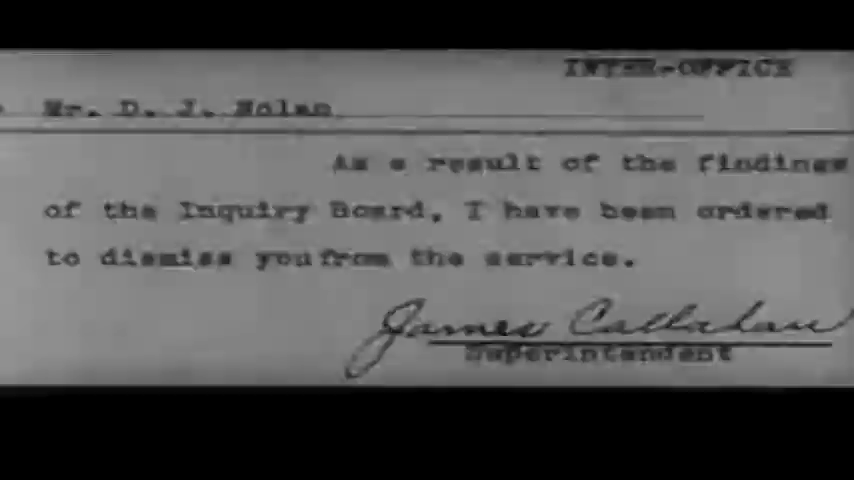 INTER-OFFICE
Mr. D. J. Nolan
As a result of the findings
of the Inquiry Board, I have been ordered
to dismiss you from the service.
James Callahan
Superintendent